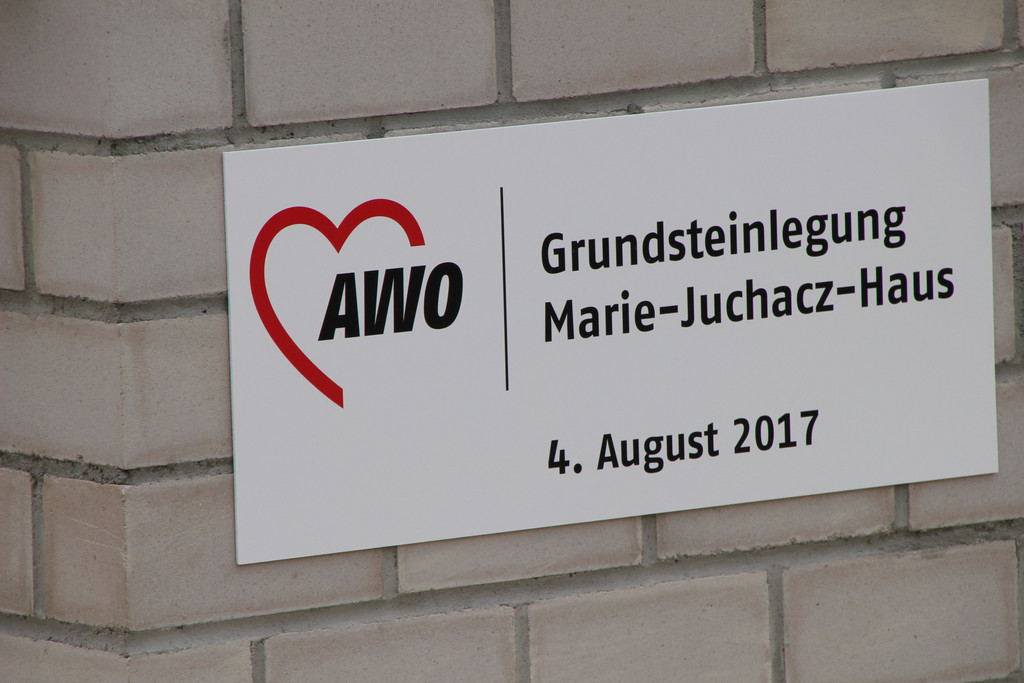 AWO
Grundsteinlegung
Marie-Juchacz-Haus
4. August 2017